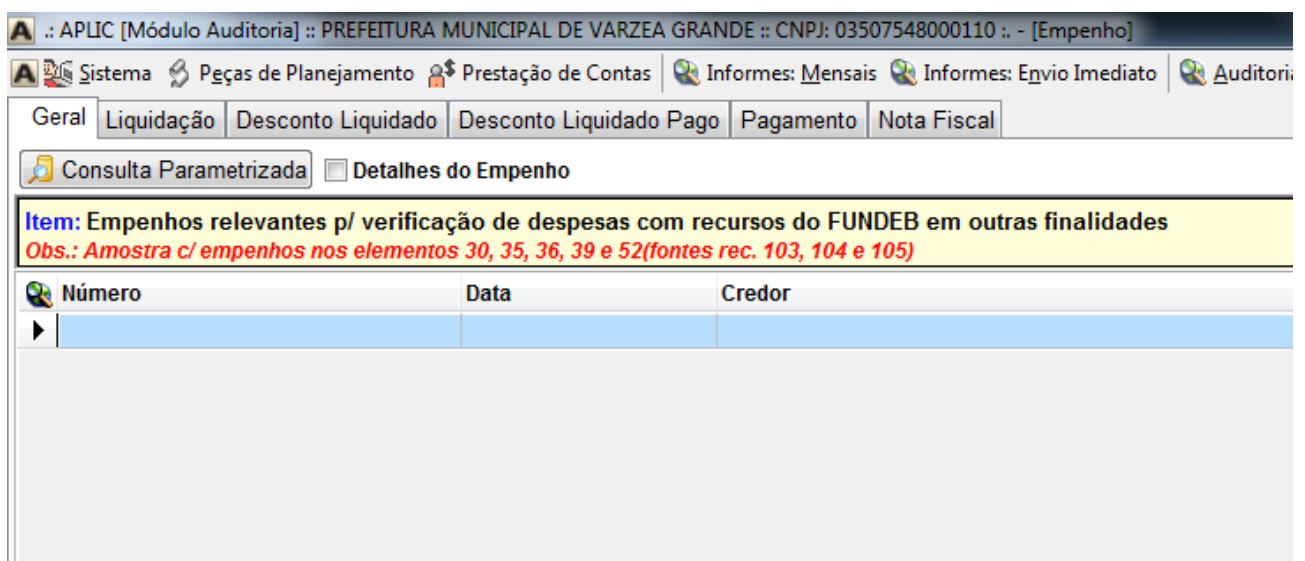 A .: APLIC [Módulo Auditoria] :: PREFEITURA MUNICIPAL DE VARZEA GRANDE :: CNPJ: 03507548000110 :. - [Empenho]
A Sistema Peças de Planejamento Prestação de Contas Informes: Mensais Informes: Envio Imediato Auditoria
Geral Liquidação Desconto Liquidado Desconto Liquidado Pago Pagamento Nota Fiscal
Consulta Parametrizada Detalhes do Empenho
Item: Empenhos relevantes p/ verificação de despesas com recursos do FUNDEB em outras finalidades
Obs.: Amostra c/ empenhos nos elementos 30, 35, 36, 39 e 52(fontes rec. 103, 104 e 105)
Número Data Credor